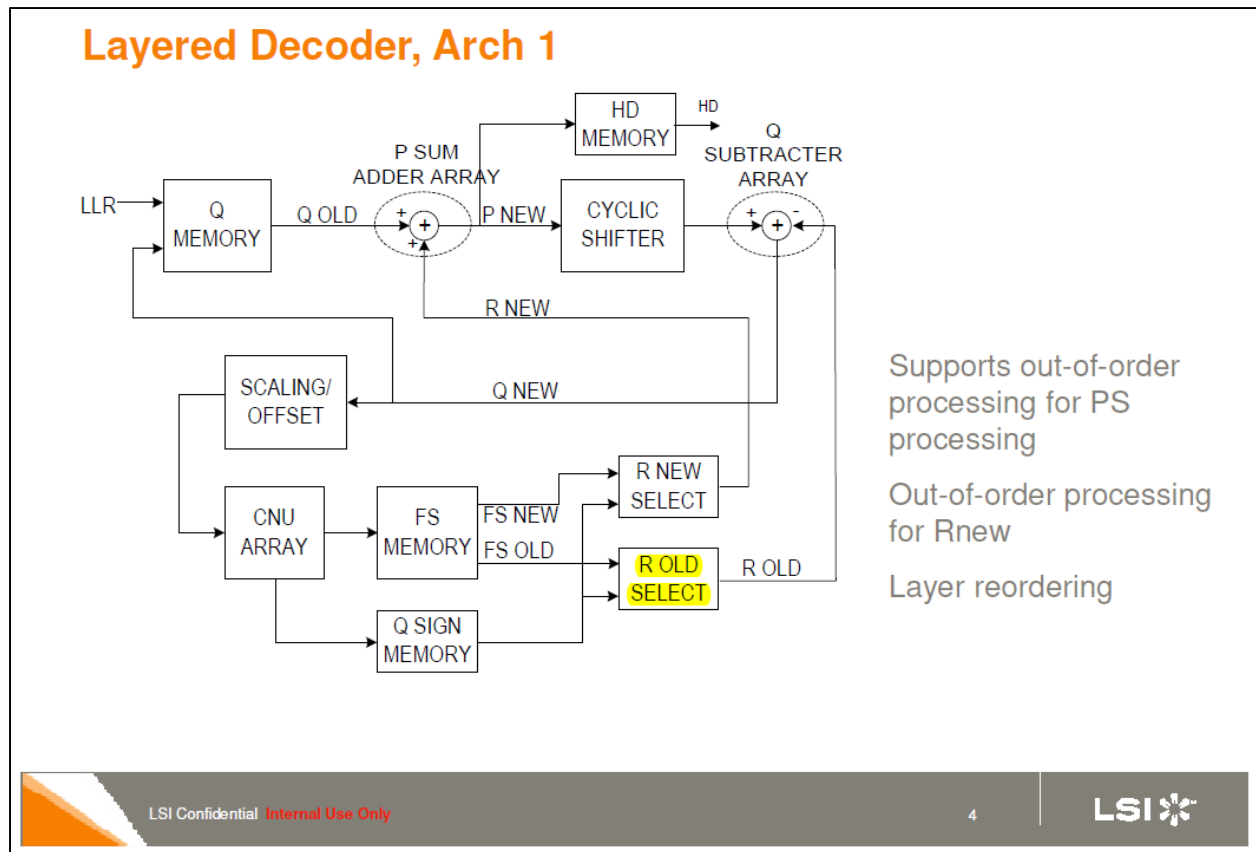 Layered Decoder, Arch 1
HD
MEMORY
HD
Q
SUBTRACTER
ARRAY
P SUM
ADDER ARRAY
LLR
Q
MEMORY
Q OLD
+
+
+
P NEW
CYCLIC
SHIFTER
+
+
-
R NEW
SCALING/
OFFSET
Q NEW
CNU
ARRAY
FS
MEMORY
FS NEW
FS OLD
R NEW
SELECT
R OLD
SELECT
R OLD
Q SIGN
MEMORY
Supports out-of-order
processing for PS
processing
Out-of-order processing
for Rnew
Layer reordering
LSI Confidential Internal Use Only
4
LSI